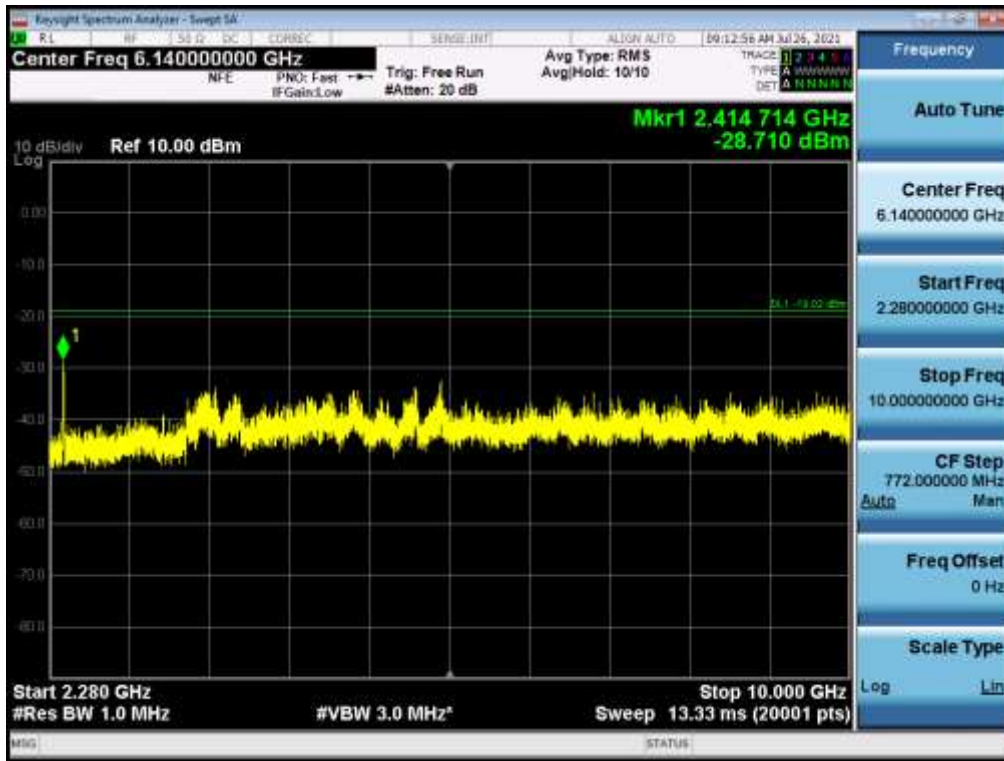 Keysight Spectrum Analyzer - Swept SA
RL RF 50 Ω DC CORREC SENSE:INT ALIGN AUTO 09:12:56 AM Jul 26, 2021
Center Freq 6.140000000 GHz
NFE
PNO: Fast
IFGain:Low
Trig: Free Run
#Atten: 20 dB
Avg Type: RMS
Avg|Hold: 10/10
TRACE 1 2 3 4 5 6
TYPE A WWWWW
DET A N N N N N
Mkr1 2.414 714 GHz
-28.710 dBm
10 dB/div Ref 10.00 dBm
Log
0.00
-10.0
-20.0
-30.0
-40.0
-50.0
-60.0
-70.0
-80.0
1
Start 2.280 GHz Stop 10.000 GHz
#Res BW 1.0 MHz #VBW 3.0 MHz* Sweep 13.33 ms (20001 pts)
MSG STATUS
Frequency
Auto Tune
Center Freq
6.140000000 GHz
Start Freq
2.280000000 GHz
Stop Freq
10.000000000 GHz
CF Step
772.000000 MHz
Auto Man
Freq Offset
0 Hz
Scale Type
Log Lin